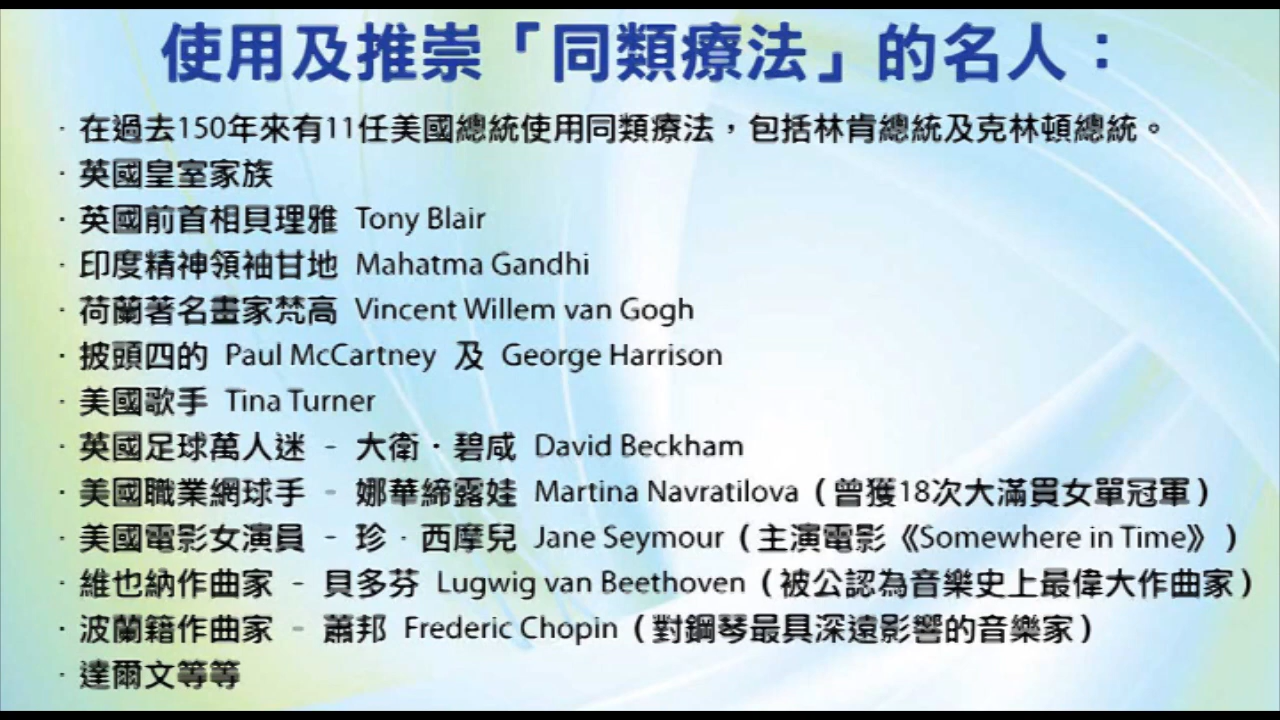 使用及推崇「同類療法」的名人：
· 在過去150年來有11任美國總統使用同類療法，包括林肯總統及克林頓總統。
· 英國皇室家族
· 英國前首相貝理雅 Tony Blair
· 印度精神領袖甘地 Mahatma Gandhi
· 荷蘭著名畫家梵高 Vincent Willem van Gogh
· 披頭四的 Paul McCartney 及 George Harrison
· 美國歌手 Tina Turner
· 英國足球萬人迷 - 大衛·碧咸 David Beckham
· 美國職業網球手 - 娜華締露娃 Martina Navratilova（曾獲18次大滿貫女單冠軍）
· 美國電影女演員 - 珍·西摩兒 Jane Seymour（主演電影《Somewhere in Time》）
· 維也納作曲家 - 貝多芬 Lugwig van Beethoven（被公認為音樂史上最偉大作曲家）
· 波蘭籍作曲家 - 蕭邦 Frederic Chopin（對鋼琴最具深遠影響的音樂家）
· 達爾文等等